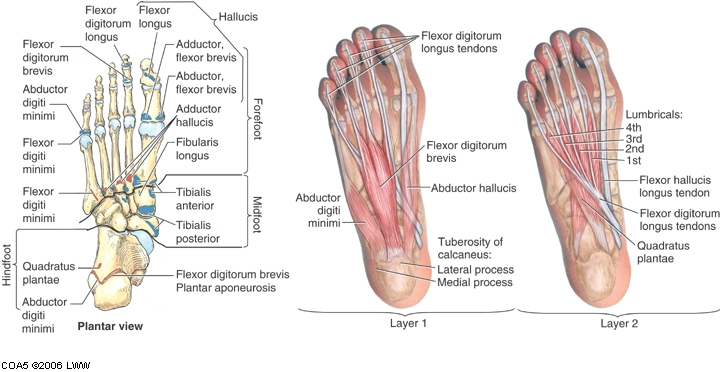 Flexor
digitorum
longus
Flexor
longus
Hallucis
Flexor
digitorum
brevis
Abductor
digiti
minimi
Flexor
digiti
minimi
Flexor
digiti
minimi
Adductor,
flexor brevis
Abductor,
flexor brevis
Adductor
hallucis
Fibularis
longus
Tibialis
anterior
Tibialis
posterior
Forefoot
Midfoot
Hindfoot
Quadratus
plantae
Abductor
digiti
minimi
Flexor digitorum brevis
Plantar aponeurosis
Plantar view
Flexor digitorum
longus tendons
Flexor digitorum
brevis
Abductor hallucis
Abductor
digiti
minimi
Tuberosity of
calcaneus:
Lateral process
Medial process
Layer 1
Lumbricals:
4th
3rd
2nd
1st
Flexor hallucis
longus tendon
Flexor digitorum
longus tendons
Quadratus
plantae
Layer 2
COA5 ©2006 LWW